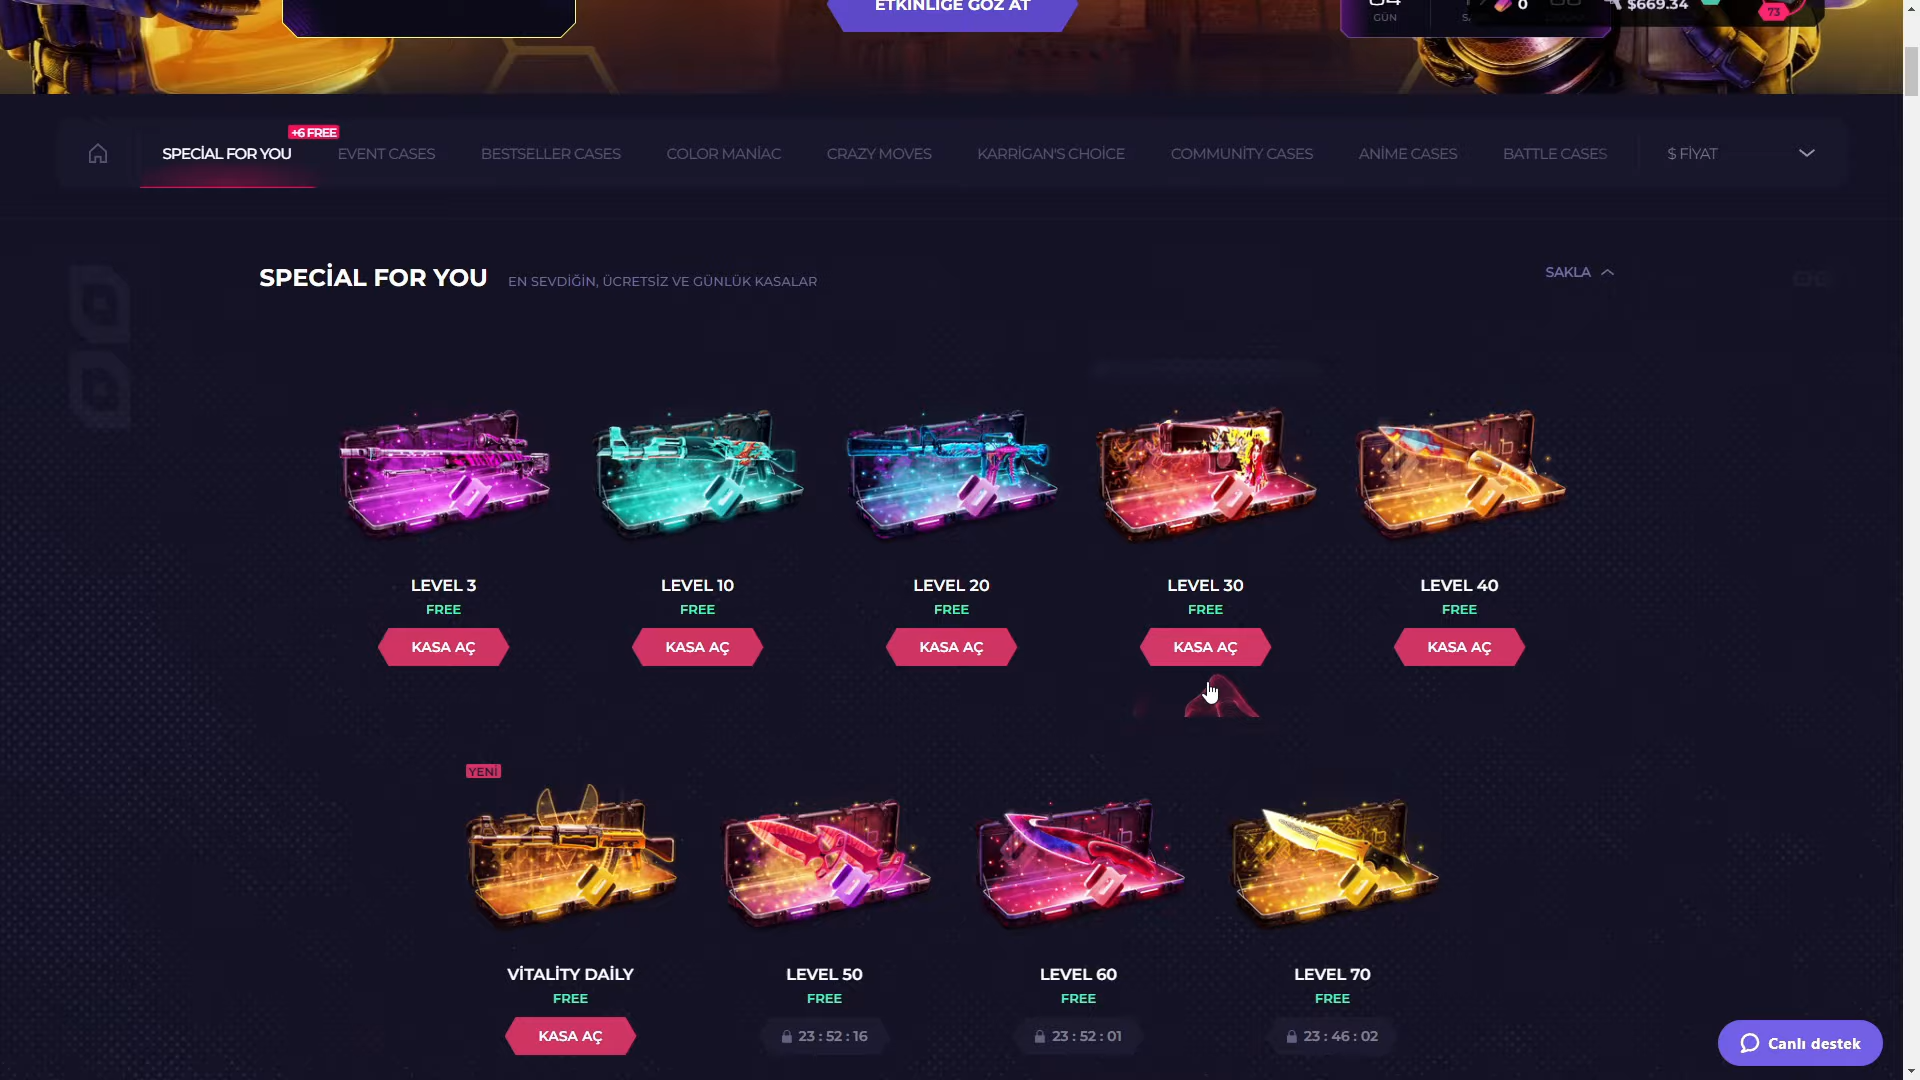 ETKİNLİĞE GÖZ AT
GÜN
0
$669.34
73
+6 FREE
SPECİAL FOR YOU
EVENT CASES
BESTSELLER CASES
COLOR MANİAC
CRAZY MOVES
KARRİGAN'S CHOİCE
COMMUNİTY CASES
ANİME CASES
BATTLE CASES
$ FİYAT
SPECİAL FOR YOU
EN SEVDİĞİN, ÜCRETSİZ VE GÜNLÜK KASALAR
SAKLA
LEVEL 3
LEVEL 10
LEVEL 20
LEVEL 30
LEVEL 40
FREE
FREE
FREE
FREE
FREE
KASA AÇ
KASA AÇ
KASA AÇ
KASA AÇ
KASA AÇ
YENİ
VİTALİTY DAİLY
LEVEL 50
LEVEL 60
LEVEL 70
FREE
FREE
FREE
FREE
KASA AÇ
23 : 52 : 16
23 : 52 : 01
23 : 46 : 02
Canlı destek